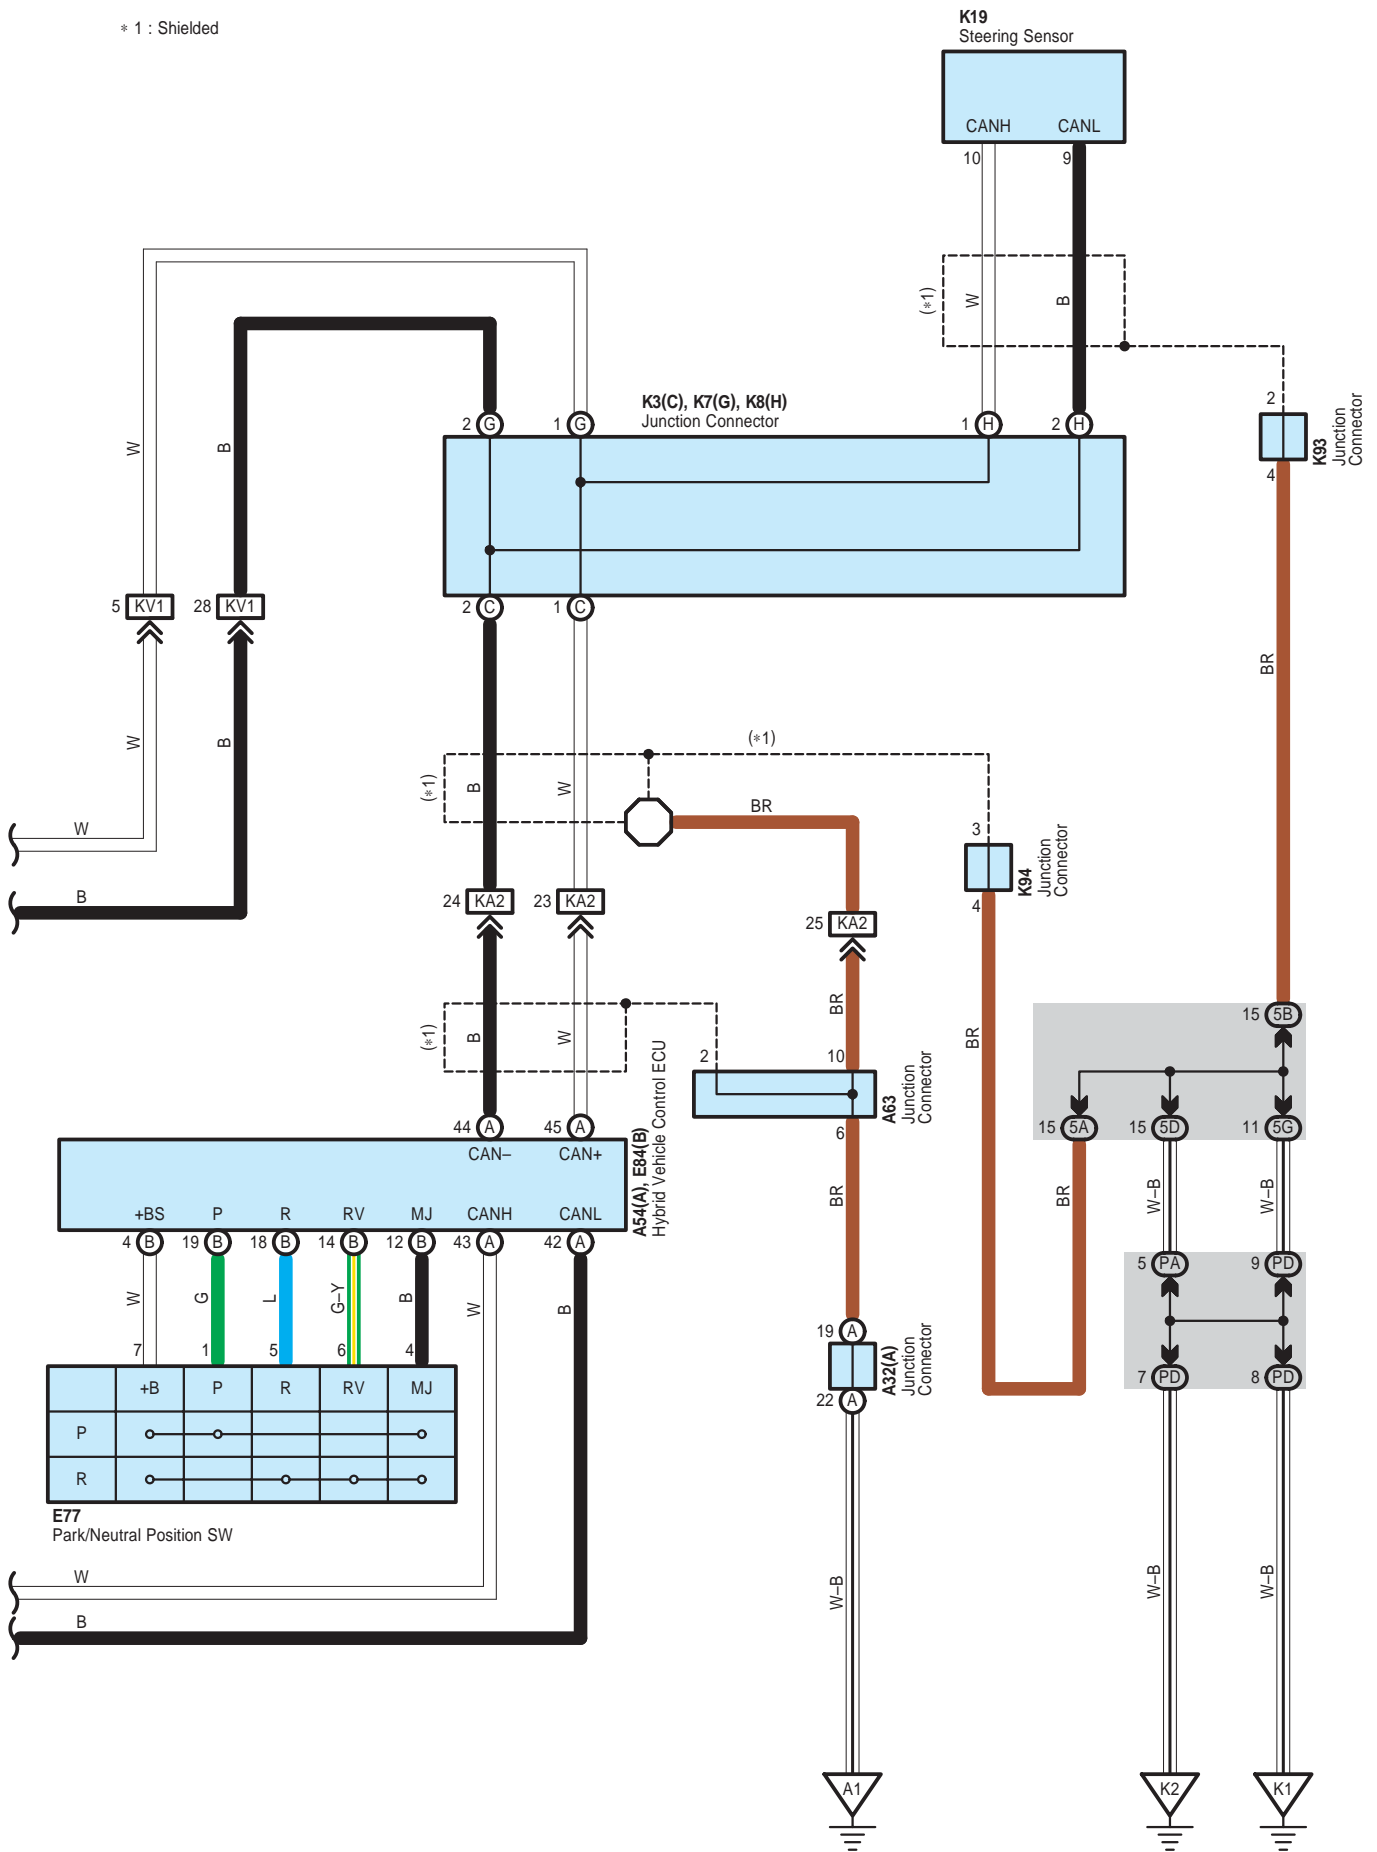 ∗ 1 : Shielded
K19
Steering Sensor
CANH CANL
10 9
(∗1) W B
2
K93
Junction
Connector
4
K3(C), K7(G), K8(H)
Junction Connector
2 G 1 G 1 H 2 H
W B
5 KV1 28 KV1
2 C 1 C
BR
W B
(∗1)
(∗1) B W
BR
W
B
3
K94
Junction
Connector
4
24 KA2 23 KA2
25 KA2
BR
(∗1) B W
BR
15 5B
2 10
A63
Junction
Connector
6
15 5A 15 5D 11 5G
44 A 45 A
CAN– CAN+
A54(A), E84(B)
Hybrid Vehicle Control ECU
+BS P R RV MJ CANH CANL
4 B 19 B 18 B 14 B 12 B 43 A 42 A
BR
BR W–B W–B
5 PA 9 PD
W G L G–Y B W B
7 1 5 6 4
19 A
A32(A)
Junction
Connector
22 A
7 PD 8 PD
+B P R RV MJ
P
R
E77
Park/Neutral Position SW
W
B
W–B W–B W–B
A1 K2 K1